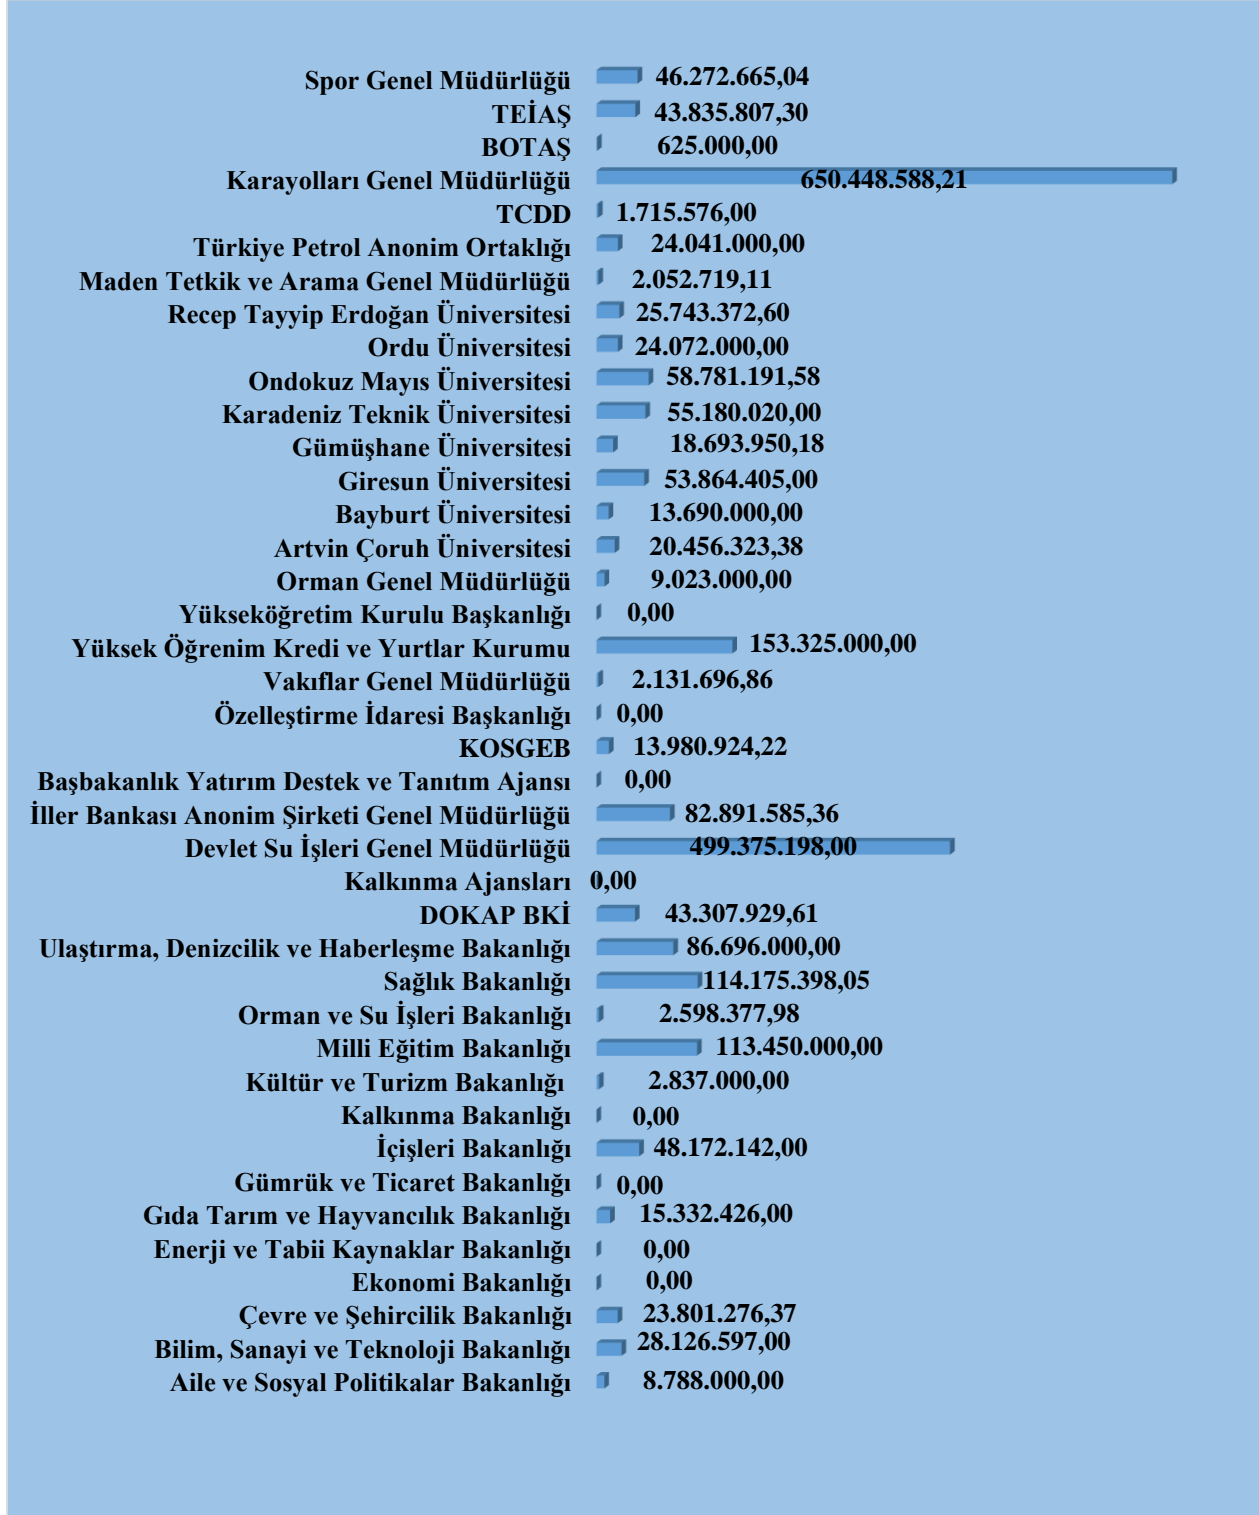 Spor Genel Müdürlüğü 46.272.665,04
TEİAŞ 43.835.807,30
BOTAŞ 625.000,00
Karayolları Genel Müdürlüğü 650.448.588,21
TCDD 1.715.576,00
Türkiye Petrol Anonim Ortaklığı 24.041.000,00
Maden Tetkik ve Arama Genel Müdürlüğü 2.052.719,11
Recep Tayyip Erdoğan Üniversitesi 25.743.372,60
Ordu Üniversitesi 24.072.000,00
Ondokuz Mayıs Üniversitesi 58.781.191,58
Karadeniz Teknik Üniversitesi 55.180.020,00
Gümüşhane Üniversitesi 18.693.950,18
Giresun Üniversitesi 53.864.405,00
Bayburt Üniversitesi 13.690.000,00
Artvin Çoruh Üniversitesi 20.456.323,38
Orman Genel Müdürlüğü 9.023.000,00
Yükseköğretim Kurulu Başkanlığı 0,00
Yüksek Öğrenim Kredi ve Yurtlar Kurumu 153.325.000,00
Vakıflar Genel Müdürlüğü 2.131.696,86
Özelleştirme İdaresi Başkanlığı 0,00
KOSGEB 13.980.924,22
Başbakanlık Yatırım Destek ve Tanıtım Ajansı 0,00
İller Bankası Anonim Şirketi Genel Müdürlüğü 82.891.585,36
Devlet Su İşleri Genel Müdürlüğü 499.375.198,00
Kalkınma Ajansları 0,00
DOKAP BKİ 43.307.929,61
Ulaştırma, Denizcilik ve Haberleşme Bakanlığı 86.696.000,00
Sağlık Bakanlığı 114.175.398,05
Orman ve Su İşleri Bakanlığı 2.598.377,98
Milli Eğitim Bakanlığı 113.450.000,00
Kültür ve Turizm Bakanlığı 2.837.000,00
Kalkınma Bakanlığı 0,00
İçişleri Bakanlığı 48.172.142,00
Gümrük ve Ticaret Bakanlığı 0,00
Gıda Tarım ve Hayvancılık Bakanlığı 15.332.426,00
Enerji ve Tabii Kaynaklar Bakanlığı 0,00
Ekonomi Bakanlığı 0,00
Çevre ve Şehircilik Bakanlığı 23.801.276,37
Bilim, Sanayi ve Teknoloji Bakanlığı 28.126.597,00
Aile ve Sosyal Politikalar Bakanlığı 8.788.000,00